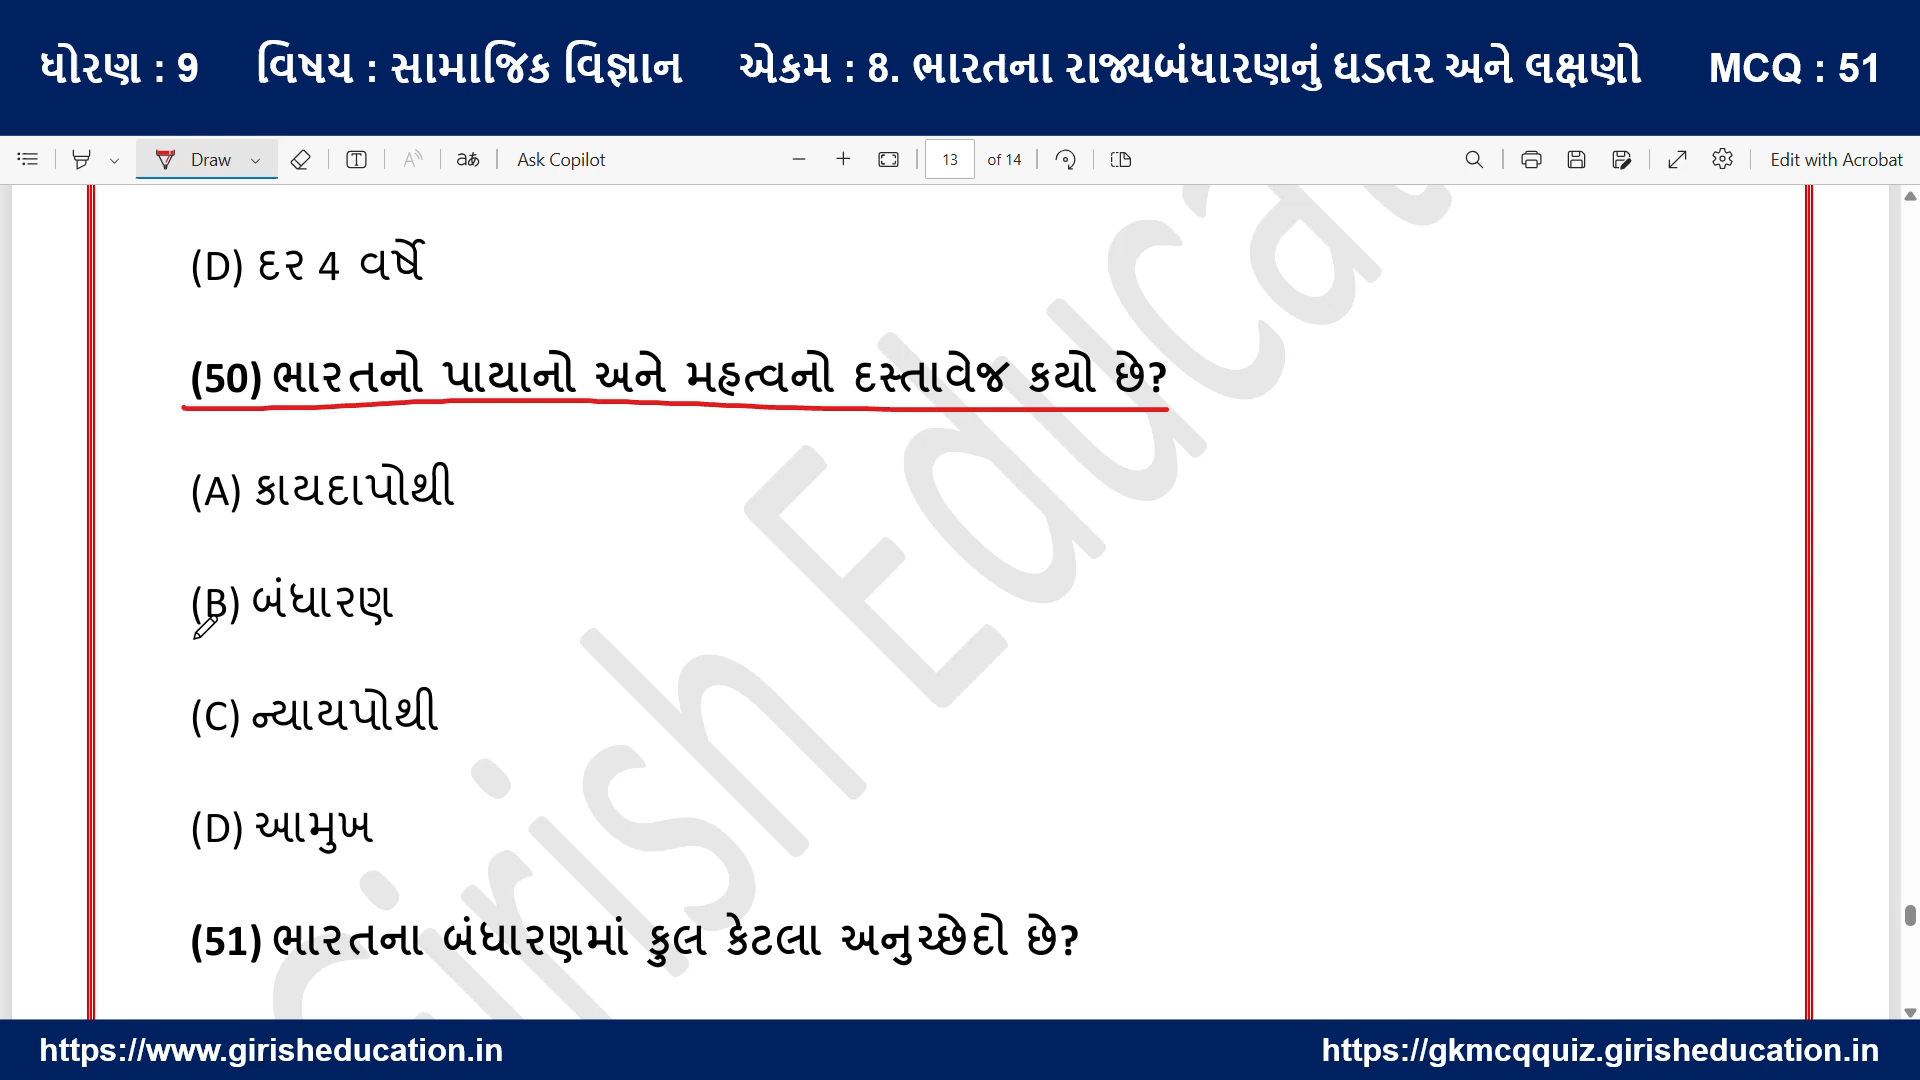 ધોરણ : 9 વિષય : સામાજિક વિજ્ઞાન એકમ : 8. ભારતના રાજ્યબંધારણનું ઘડતર અને લક્ષણો MCQ : 51
Draw Ask Copilot 13 of 14 Edit with Acrobat
(D) દર 4 વર્ષે
(50) ભારતનો પાયાનો અને મહત્વનો દસ્તાવેજ કયો છે?
(A) કાયદાપોથી
(B) બંધારણ
(C) ન્યાયપોથી
(D) આમુખ
(51) ભારતના બંધારણમાં કુલ કેટલા અનુચ્છેદો છે?
Girish Educat
https://www.girisheducation.in https://gkmcqquiz.girisheducation.in